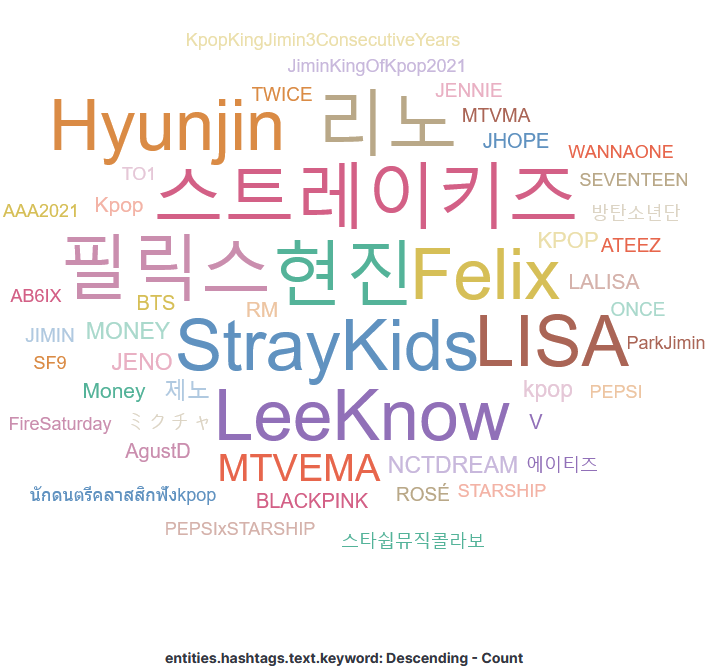 KpopKingJimin3ConsecutiveYears
JiminKingOfKpop2021
TWICE JENNIE
Hyunjin 리노 MTVMA
JHOPE
WANNAONE
TO1 스트레이키즈 SEVENTEEN
AAA2021 Kpop 방탄소년단
필릭스 현진 Felix KPOP ATEEZ
LALISA
AB6IX BTS RM ONCE
JIMIN MONEY StrayKids LISA ParkJimin
SF9 JENO
Money 제노 kpop PEPSI
FireSaturday ミクチャ LeeKnow V
AgustD
MTVEMA NCTDREAM 에이티즈
นักดนตรีคลาสสิกฟังkpop BLACKPINK ROSÉ STARSHIP
PEPSIxSTARSHIP 스타쉽뮤직콜라보
entities.hashtags.text.keyword: Descending - Count